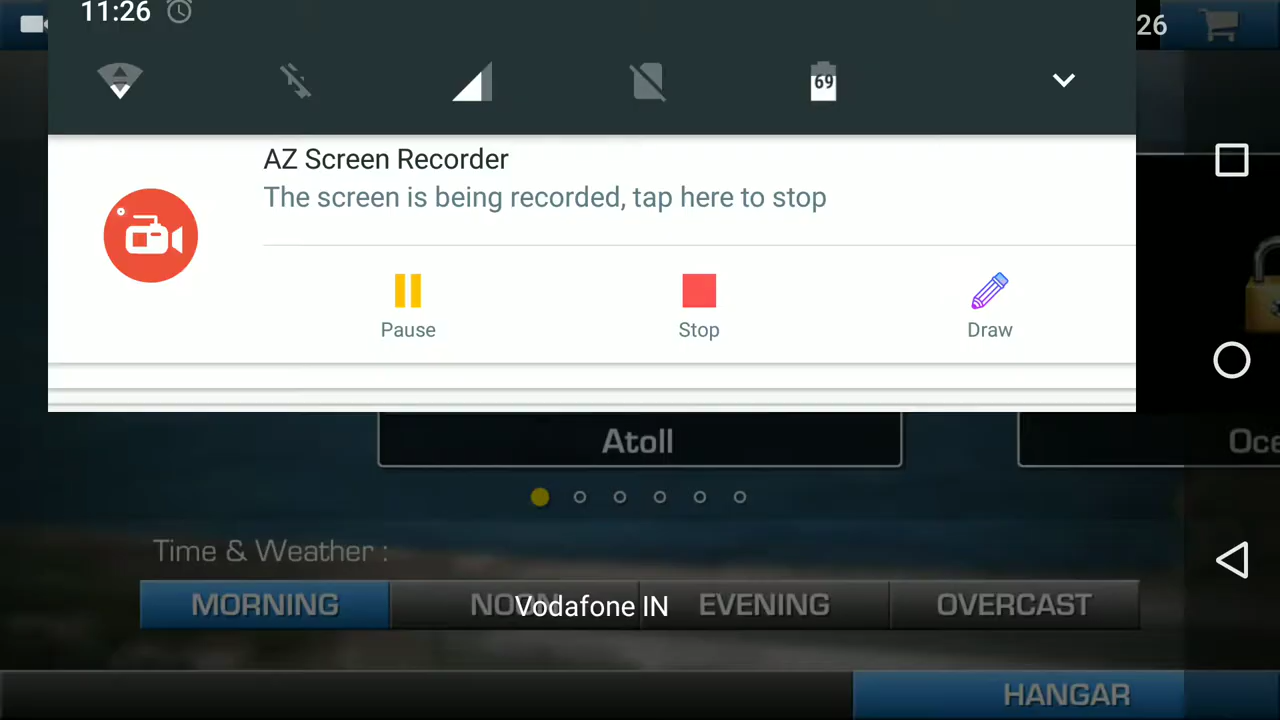 11:26
26
69
AZ Screen Recorder
The screen is being recorded, tap here to stop
Pause
Stop
Draw
Atoll
Oce
Time & Weather :
MORNING
NOON
Vodafone IN
EVENING
OVERCAST
HANGAR